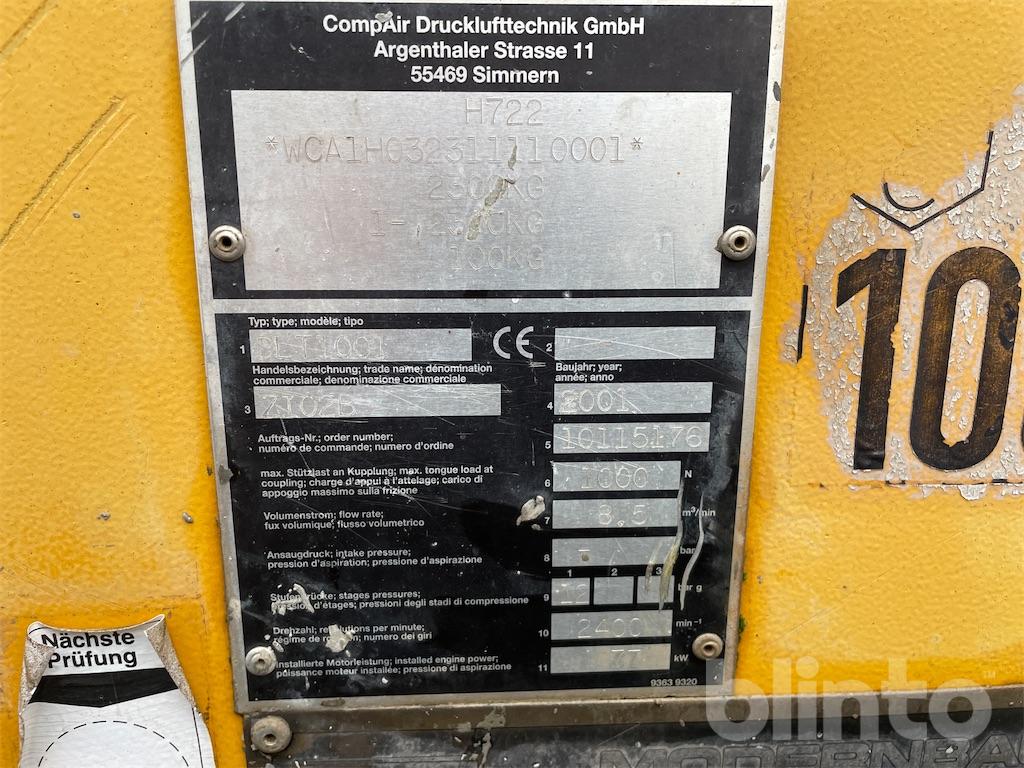 CompAir Drucklufttechnik GmbH
Argenthaler Strasse 11
55469 Simmern
H722
2300KG
100KG
Typ; type; modèle; tipo
1
CE 2
Handelsbezeichnung; trade name; dénomination
commerciale; denominazione commerciale
3
Baujahr; year;
année; anno
4 2001
Auftrags-Nr.; order number;
numéro de commande; numero d'ordine
5 10115176
max. Stützlast an Kupplung; max. tongue load at
coupling; charge d'appui à l'attelage; carico di
appoggio massimo sulla frizione
6 1000 N
Volumenstrom; flow rate;
fux volumique; flusso volumetrico
7 8,5 m³/min
Ansaugdruck; intake pressure;
pression d'aspiration; pressione d'aspirazione
8 - bar
1 2 3
Stufendrücke; stages pressures;
pression d'étages; pressioni degli stadi di compressione
9 12 bar g
Drehzahl; revolutions per minute;
régime de rotation; numero dei giri
10 2400 min⁻¹
Installierte Motorleistung; installed engine power;
puissance moteur installée; pressione di aspirazione
11 77 kW
9363 9320
10
Nächste
Prüfung
blinto™
MODERNBA